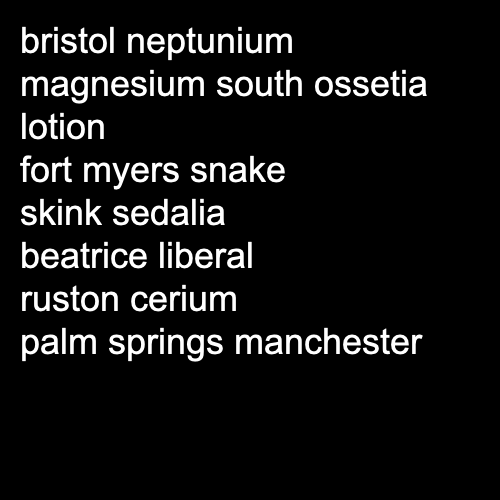 bristol neptunium
magnesium south ossetia
lotion
fort myers snake
skink sedalia
beatrice liberal
ruston cerium
palm springs manchester